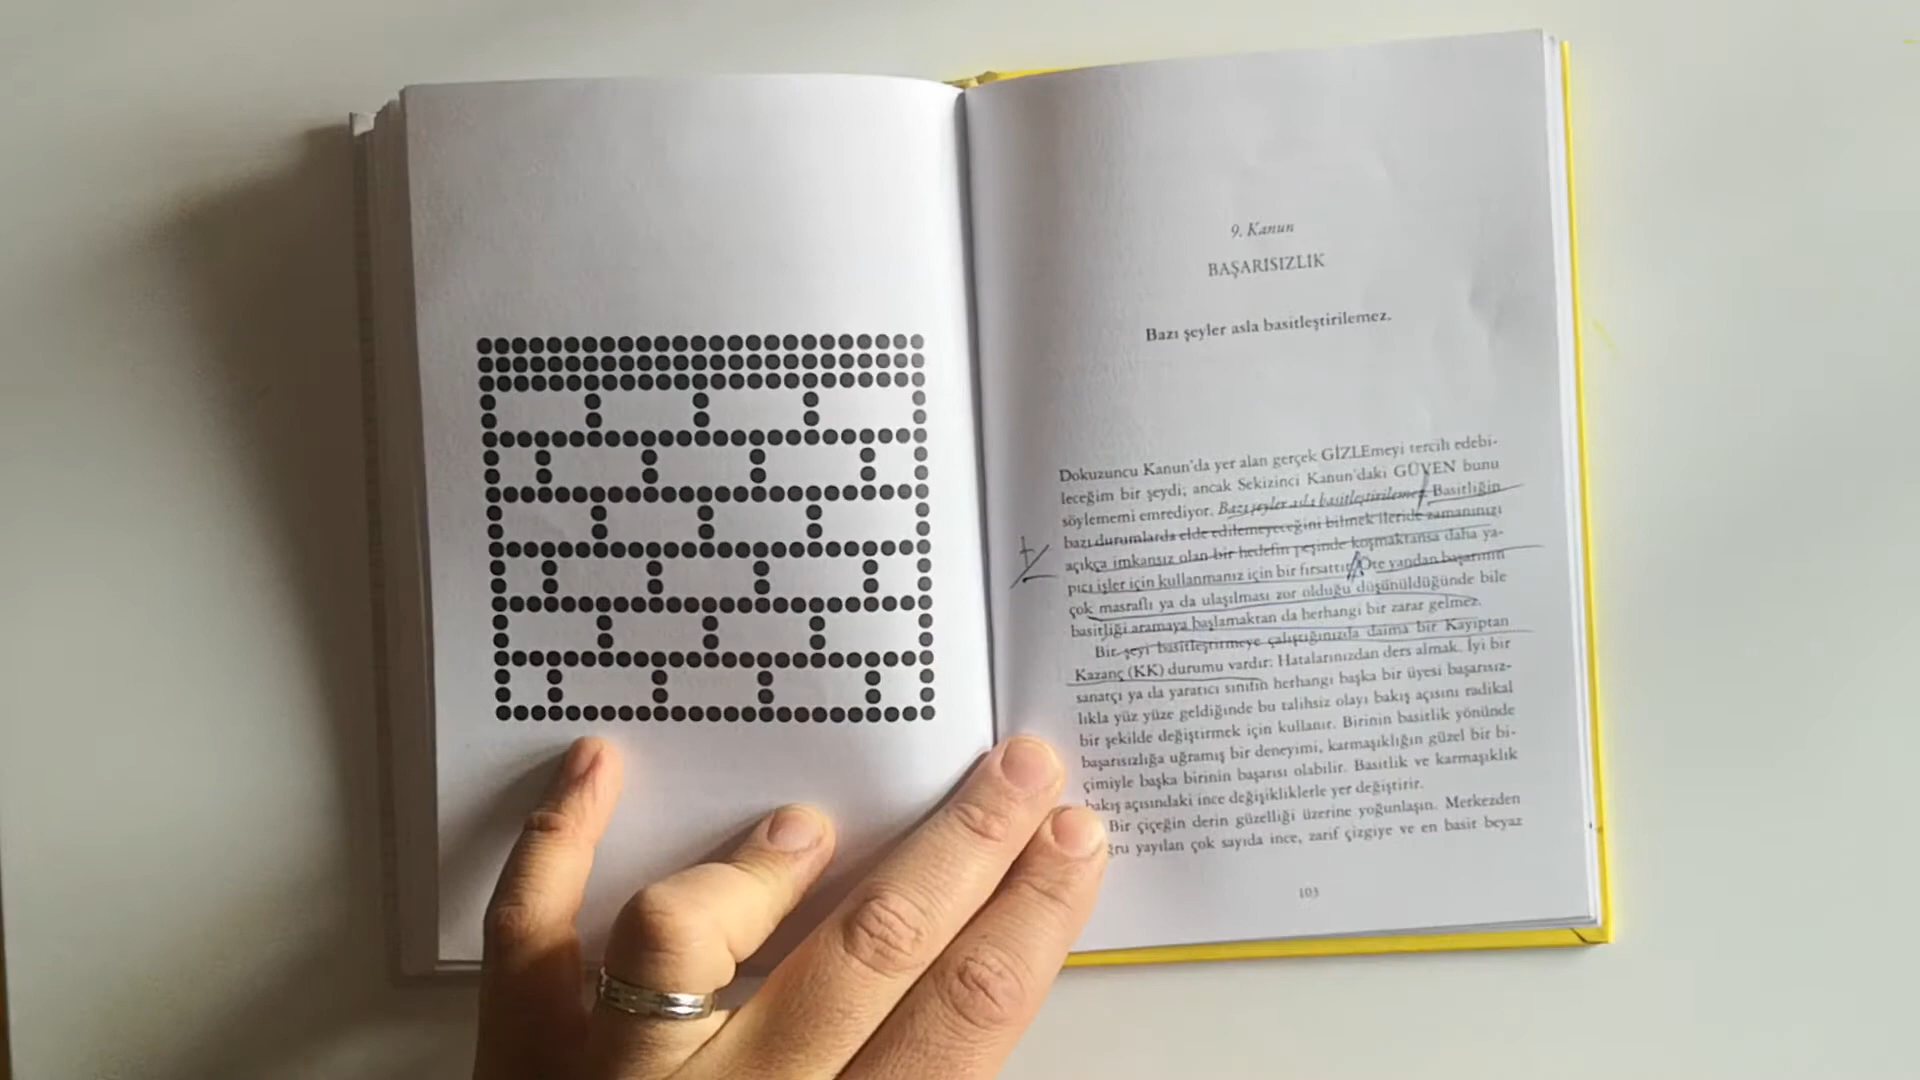 9. Kanun
BAŞARISIZLIK
Bazı şeyler asla basitleştirilemez.
Dokuzuncu Kanun'da yer alan gerçek GİZLEmeyi tercih edebi-
leceğim bir şeydi; ancak Sekizinci Kanun'daki GÜVEN bunu
söylememi emrediyor. Bazı şeyler asla basitleştirilemez. Basitliğin
bazı durumlarda elde edilemeyeceğini bilmek ileride zamanınızı
açıkça imkansız olan bir hedefin peşinde koşmaktansa daha ya-
pıcı işler için kullanmanız için bir fırsattır. Öte yandan başarının
çok masraflı ya da ulaşılması zor olduğu düşünüldüğünde bile
basitliği aramaya başlamaktan da herhangi bir zarar gelmez.
Bir şeyi basitleştirmeye çalıştığınızda daima bir Kayıptan
Kazanç (KK) durumu vardır: Hatalarınızdan ders almak. İyi bir
sanatçı ya da yaratıcı sınıfın herhangi başka bir üyesi başarısız-
lıkla yüz yüze geldiğinde bu talihsiz olayı bakış açısını radikal
bir şekilde değiştirmek için kullanır. Birinin basitlik yönünde
başarısızlığa uğramış bir deneyimi, karmaşıklığın güzel bir bi-
çimiyle başka birinin başarısı olabilir. Basitlik ve karmaşıklık
bakış açısındaki ince değişikliklerle yer değiştirir.
Bir çiçeğin derin güzelliği üzerine yoğunlaşın. Merkezden
ğru yayılan çok sayıda ince, zarif çizgiye ve en basit beyaz
103